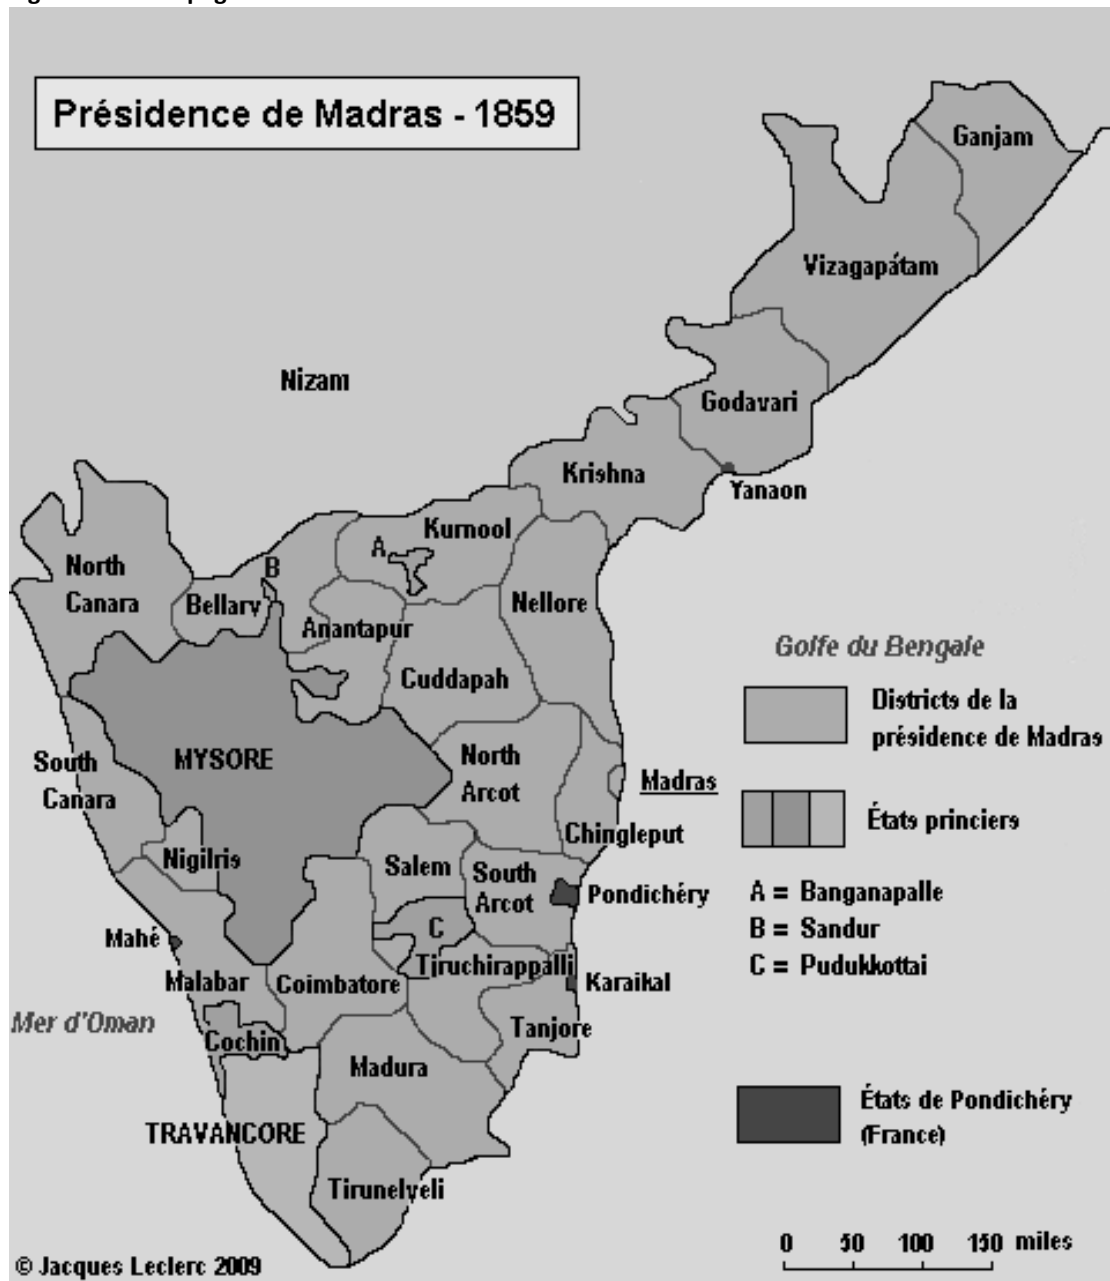 Présidence de Madras - 1859
Ganjam
Vizagapátam
Nizam
Godavari
Krishna
Yanaon
Kurnool
A
B
North
Canara
Bellary
Anantapur
Nellore
Cuddapah
Golfe du Bengale
Districts de la
présidence de Madras
South
Canara
MYSORE
North
Arcot
Madras
Chingleput
États princiers
Nigilris
Salem
South
Arcot
Pondichéry
A = Banganapalle
B = Sandur
C = Pudukkottai
C
Mahé
Malabar
Coimbatore
Tiruchirappalli
Karaikal
Mer d'Oman
Cochin
Tanjore
Madura
TRAVANCORE
États de Pondichéry
(France)
Tirunelveli
0 50 100 150 miles
© Jacques Leclerc 2009